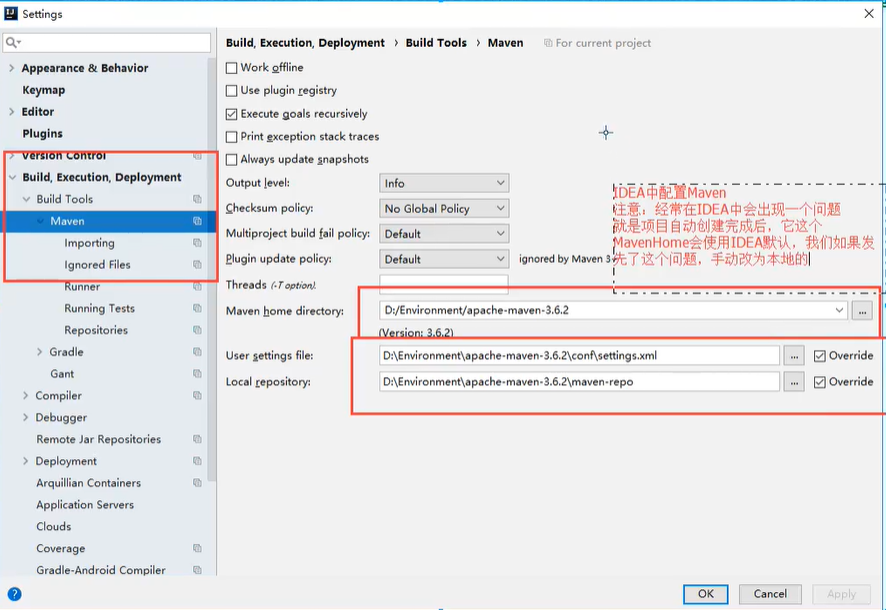 Settings
Build, Execution, Deployment › Build Tools › Maven For current project
Appearance & Behavior
Keymap
Editor
Plugins
Version Control
Build, Execution, Deployment
Build Tools
Maven
Importing
Ignored Files
Runner
Running Tests
Repositories
Gradle
Gant
Compiler
Debugger
Remote Jar Repositories
Deployment
Arquillian Containers
Application Servers
Clouds
Coverage
Gradle-Android Compiler
Work offline
Use plugin registry
Execute goals recursively
Print exception stack traces
Always update snapshots
Output level: Info
Checksum policy: No Global Policy
Multiproject build fail policy: Default
Plugin update policy: Default ignored by Maven 3
Threads (-T option).
Maven home directory: D:/Environment/apache-maven-3.6.2 ...
(Version: 3.6.2)
User settings file: D:\Environment\apache-maven-3.6.2\conf\settings.xml ... Override
Local repository: D:\Environment\apache-maven-3.6.2\maven-repo ... Override
IDEA中配置Maven
注意：经常在IDEA中会出现一个问题
就是项目自动创建完成后，它这个
MavenHome会使用IDEA默认，我们如果发
先了这个问题，手动改为本地的
?
OK Cancel Apply